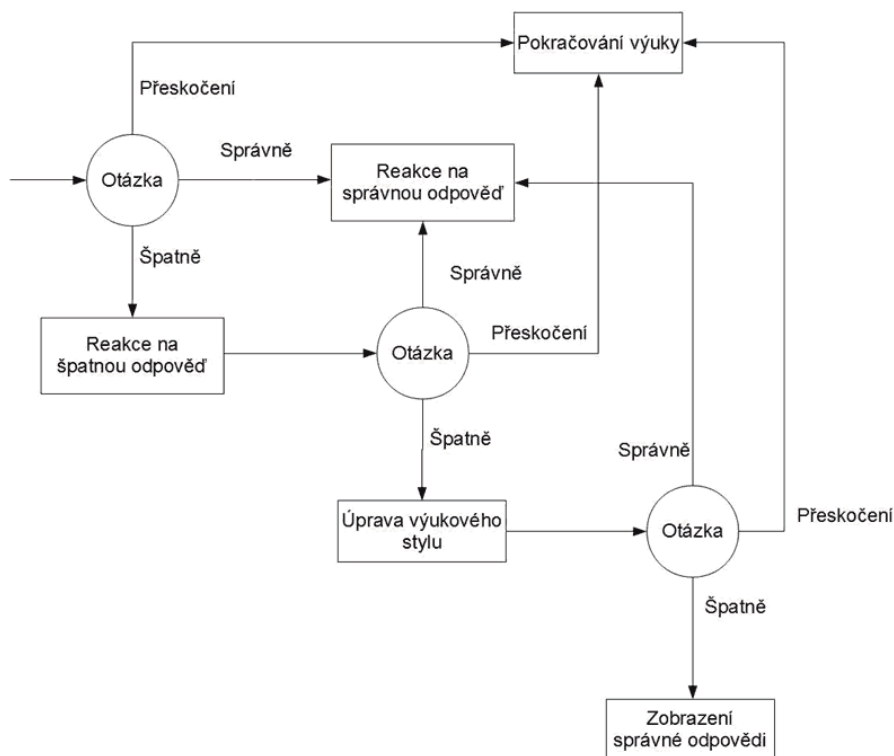 Pokračování výuky
Přeskočení
Otázka
Správně
Reakce na
správnou odpověď
Špatně
Správně
Reakce na
špatnou odpověď
Otázka
Přeskočení
Špatně
Správně
Úprava výukového
stylu
Otázka
Přeskočení
Špatně
Zobrazení
správné odpovědi